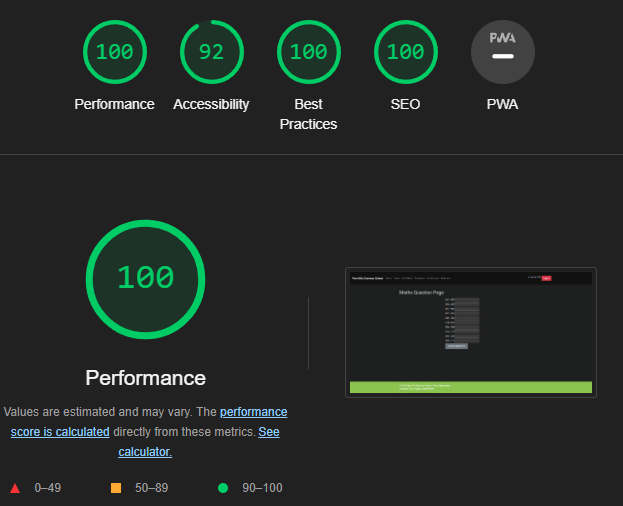 100
92
100
100
PWA
Performance
Accessibility
Best
Practices
SEO
PWA
100
Maths Question Page
Performance
Values are estimated and may vary. The performance
score is calculated directly from these metrics. See
calculator.
0–49
50–89
90–100